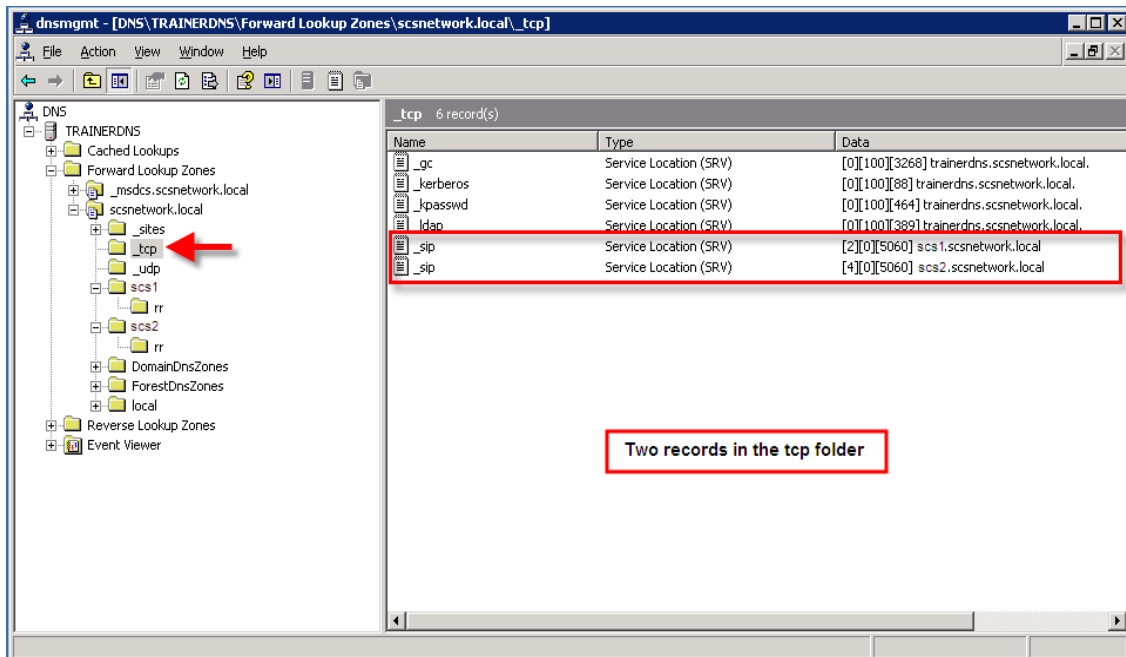 dnsmgmt - [DNS\TRAINERDNS\Forward Lookup Zones\scsnetwork.local\_tcp]
File Action View Window Help
DNS
TRAINERDNS
Cached Lookups
Forward Lookup Zones
_msdcs.scsnetwork.local
scsnetwork.local
_sites
_tcp
_udp
scs1
rr
scs2
rr
DomainDnsZones
ForestDnsZones
local
Reverse Lookup Zones
Event Viewer
_tcp 6 record(s)
Name Type Data
_gc Service Location (SRV) [0][100][3268] trainerdns.scsnetwork.local.
_kerberos Service Location (SRV) [0][100][88] trainerdns.scsnetwork.local.
_kpasswd Service Location (SRV) [0][100][464] trainerdns.scsnetwork.local.
_ldap Service Location (SRV) [0][100][389] trainerdns.scsnetwork.local.
_sip Service Location (SRV) [2][0][5060] scs1.scsnetwork.local
_sip Service Location (SRV) [4][0][5060] scs2.scsnetwork.local
Two records in the tcp folder